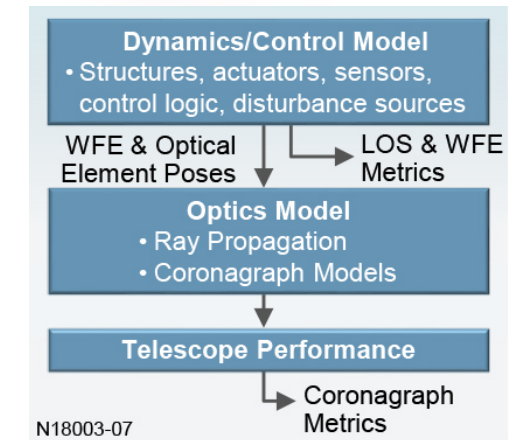 Dynamics/Control Model
• Structures, actuators, sensors,
control logic, disturbance sources
WFE & Optical
Element Poses
LOS & WFE
Metrics
Optics Model
• Ray Propagation
• Coronagraph Models
Telescope Performance
Coronagraph
Metrics
N18003-07